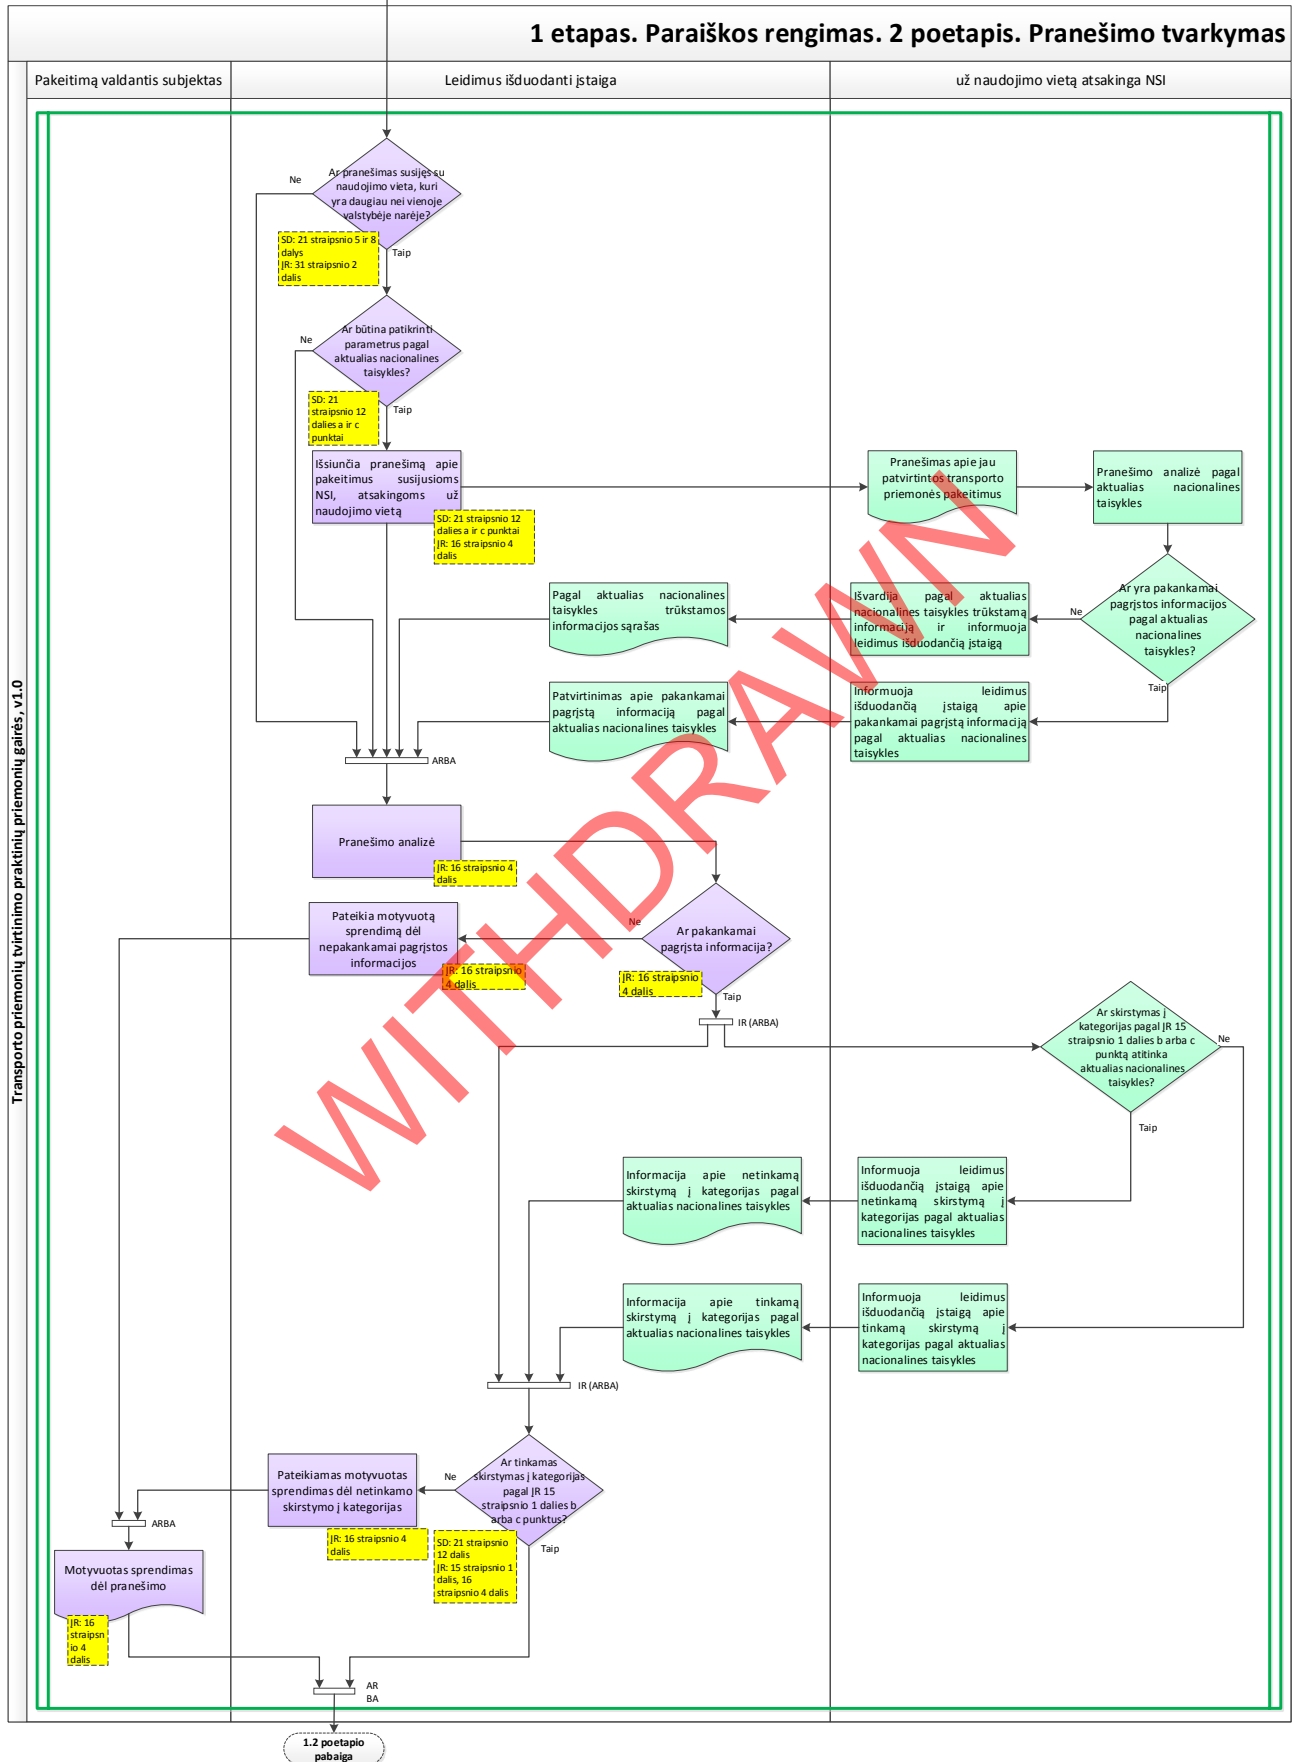 1 etapas. Paraiškos rengimas. 2 poetapis. Pranešimo tvarkymas
Pakeitimą valdantis subjektas
Leidimus išduodanti įstaiga
už naudojimo vietą atsakinga NSI
Transporto priemonių tvirtinimo praktinių priemonių gairės, v1.0
Ar pranešimas susijęs su
naudojimo vieta, kuri
yra daugiau nei vienoje
valstybėje narėje?
Ne
SD: 21 straipsnio 5 ir 8
dalys
ĮR: 31 straipsnio 2
dalis
Taip
Ar būtina patikrinti
parametrus pagal
aktualias nacionalines
taisykles?
Ne
SD: 21
straipsnio 12
dalies a ir c
punktai
Taip
Išsiunčia pranešimą apie
pakeitimus susijusioms
NSI, atsakingoms už
naudojimo vietą
SD: 21 straipsnio 12
dalies a ir c punktai
ĮR: 16 straipsnio 4
dalis
Pranešimas apie jau
patvirtintos transporto
priemonės pakeitimus
Pranešimo analizė pagal
aktualias nacionalines
taisykles
Ar yra pakankamai
pagrįstos informacijos
pagal aktualias
nacionalines
taisykles?
Ne
Taip
Išvardija pagal aktualias
nacionalines taisykles trūkstamą
informaciją ir informuoja
leidimus išduodančią įstaigą
Pagal aktualias nacionalines
taisykles trūkstamos
informacijos sąrašas
Informuoja leidimus
išduodančią įstaigą apie
pakankamai pagrįstą informaciją
pagal aktualias nacionalines
taisykles
Patvirtinimas apie pakankamai
pagrįstą informaciją pagal
aktualias nacionalines taisykles
ARBA
Pranešimo analizė
ĮR: 16 straipsnio 4
dalis
Ar pakankamai
pagrįsta informacija?
Ne
ĮR: 16 straipsnio
4 dalis
Taip
Pateikia motyvuotą
sprendimą dėl
nepakankamai pagrįstos
informacijos
ĮR: 16 straipsnio
4 dalis
IR (ARBA)
Ar skirstymas į
kategorijas pagal ĮR 15
straipsnio 1 dalies b arba c
punktą atitinka
aktualias nacionalines
taisykles?
Ne
Taip
Informuoja leidimus
išduodančią įstaigą apie
netinkamą skirstymą į
kategorijas pagal aktualias
nacionalines taisykles
Informacija apie netinkamą
skirstymą į kategorijas pagal
aktualias nacionalines taisykles
Informuoja leidimus
išduodančią įstaigą apie
tinkamą skirstymą į
kategorijas pagal aktualias
nacionalines taisykles
Informacija apie tinkamą
skirstymą į kategorijas pagal
aktualias nacionalines taisykles
IR (ARBA)
Ar tinkamas
skirstymas į kategorijas
pagal ĮR 15
straipsnio 1 dalies b
arba c punktus?
Ne
Taip
SD: 21 straipsnio
12 dalis
ĮR: 15 straipsnio 1
dalis, 16
straipsnio 4 dalis
Pateikiamas motyvuotas
sprendimas dėl netinkamo
skirstymo į kategorijas
ĮR: 16 straipsnio 4
dalis
ARBA
Motyvuotas sprendimas
dėl pranešimo
ĮR: 16
straipsn
io 4
dalis
AR
BA
1.2 poetapio
pabaiga
WITHDRAWN